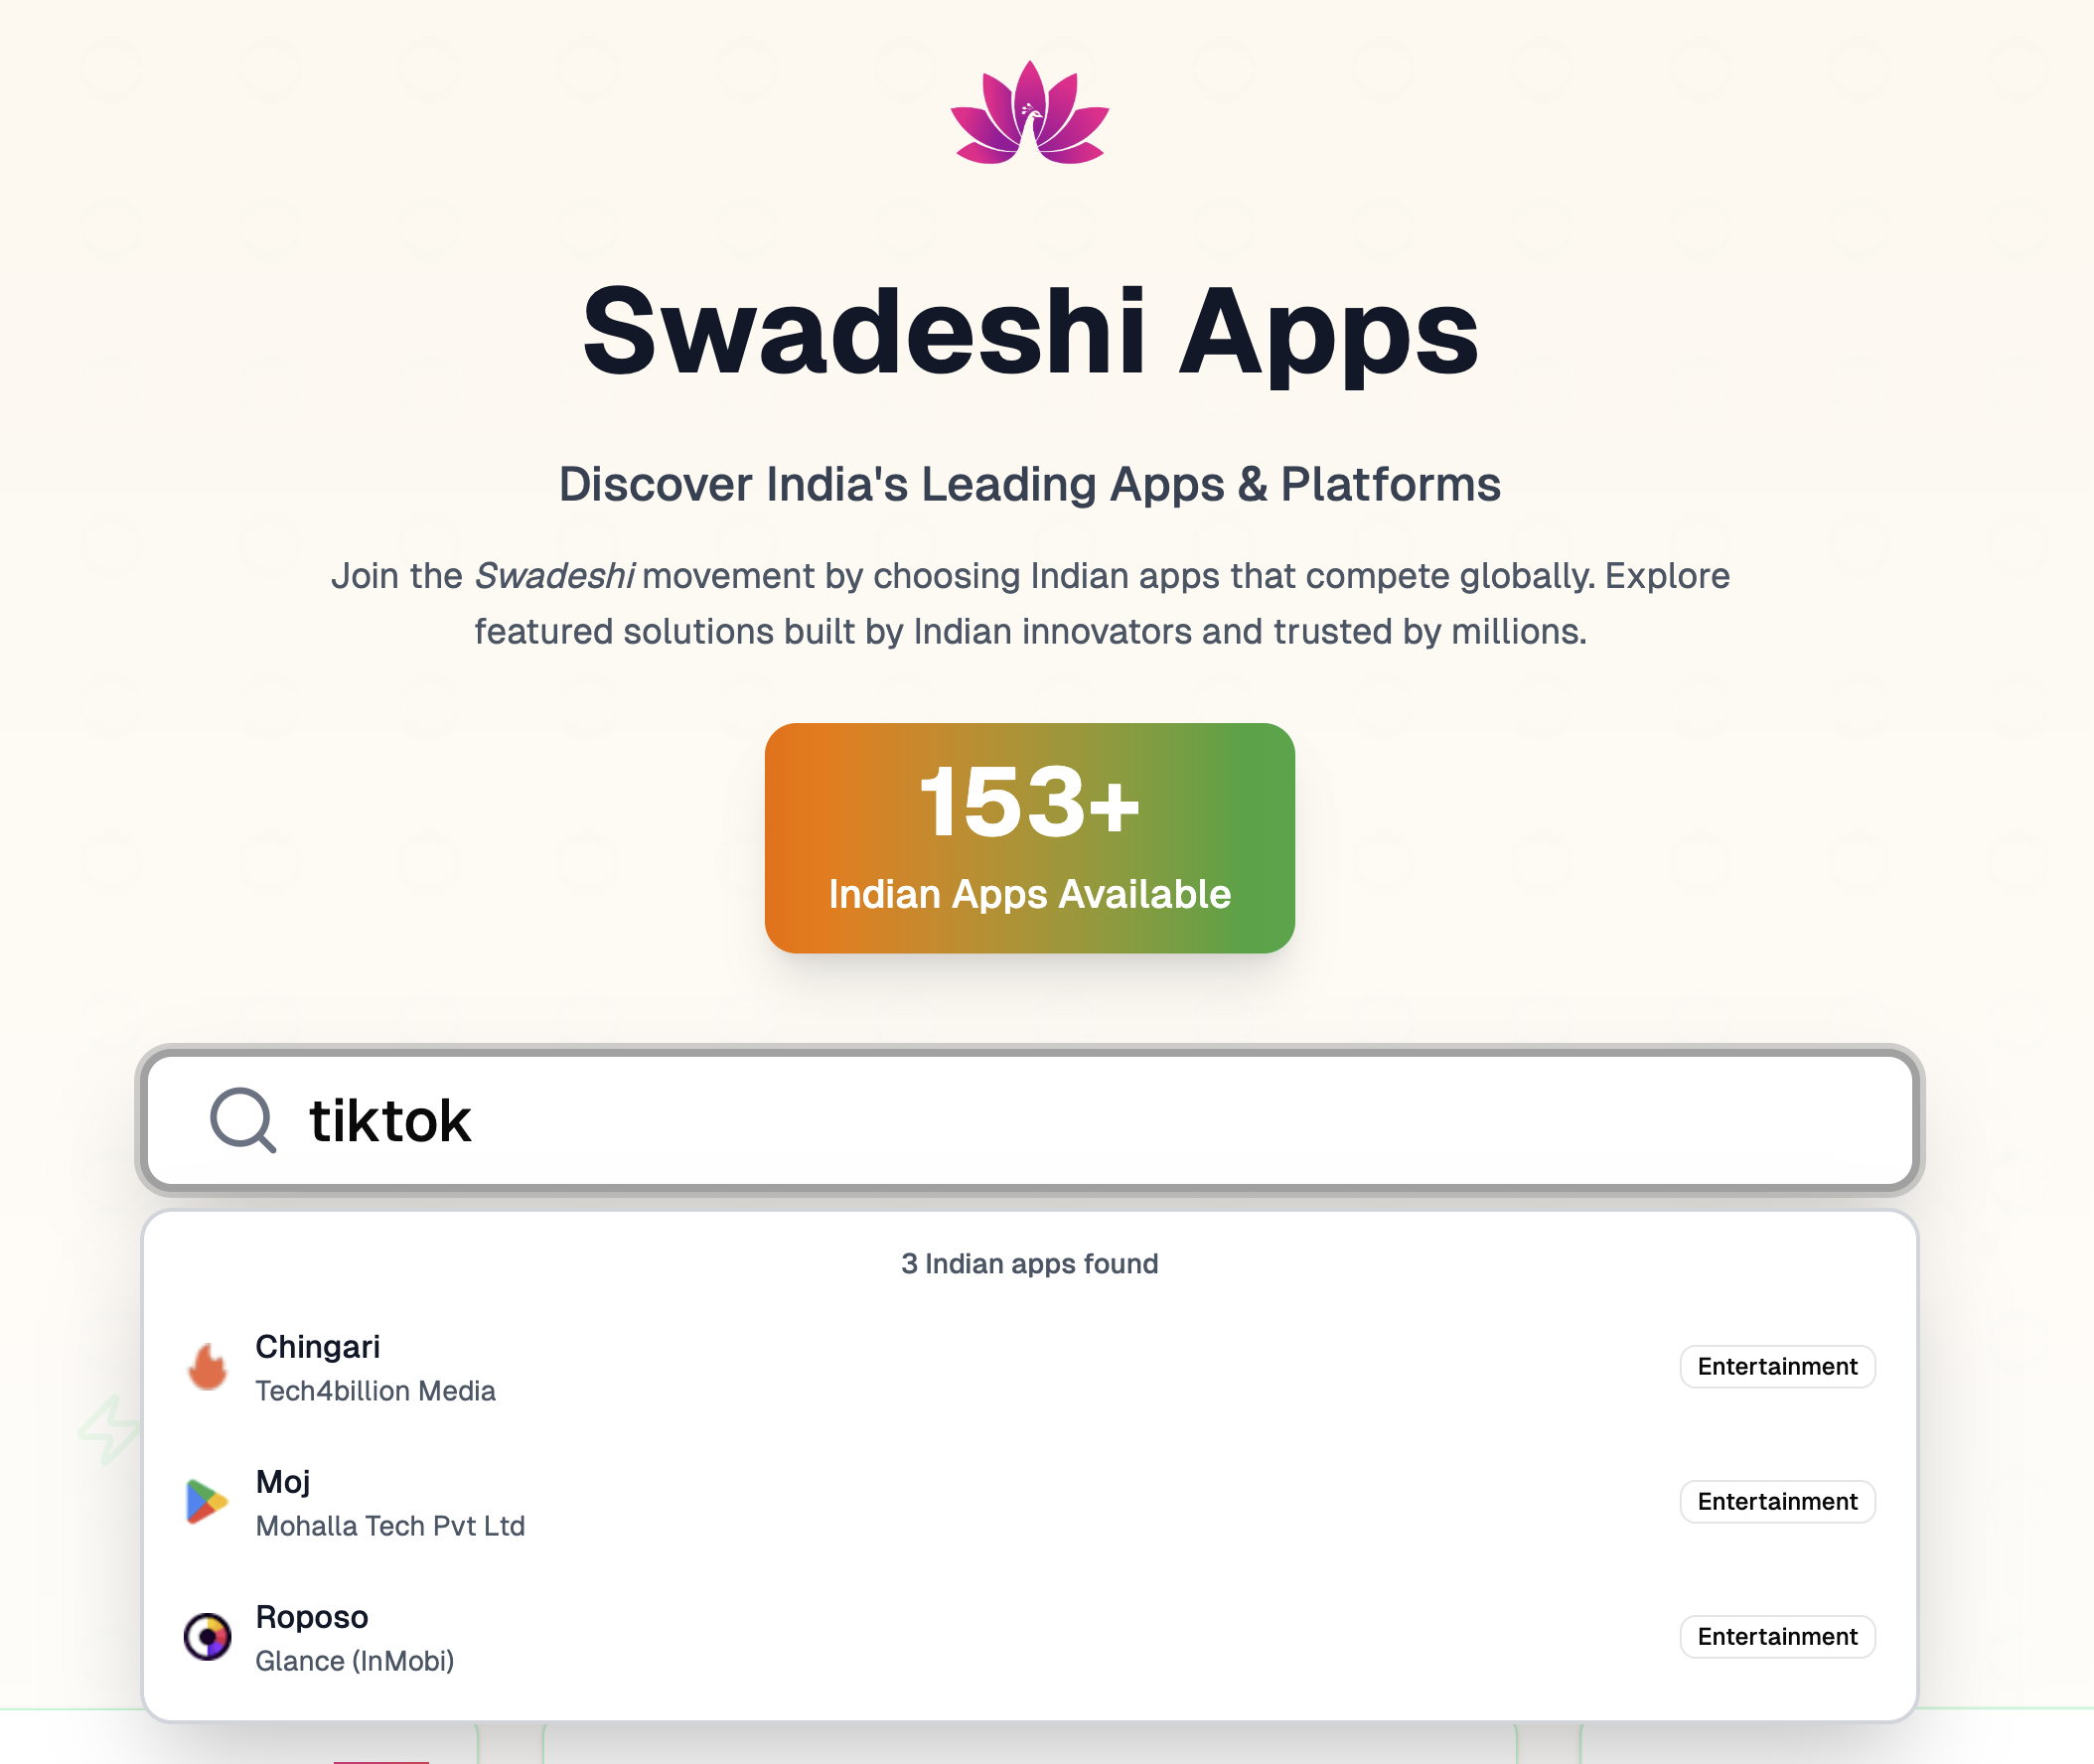 Swadeshi Apps
Discover India's Leading Apps & Platforms
Join the Swadeshi movement by choosing Indian apps that compete globally. Explore
featured solutions built by Indian innovators and trusted by millions.
153+
Indian Apps Available
tiktok
3 Indian apps found
Chingari
Tech4billion Media
Entertainment
Moj
Mohalla Tech Pvt Ltd
Entertainment
Roposo
Glance (InMobi)
Entertainment